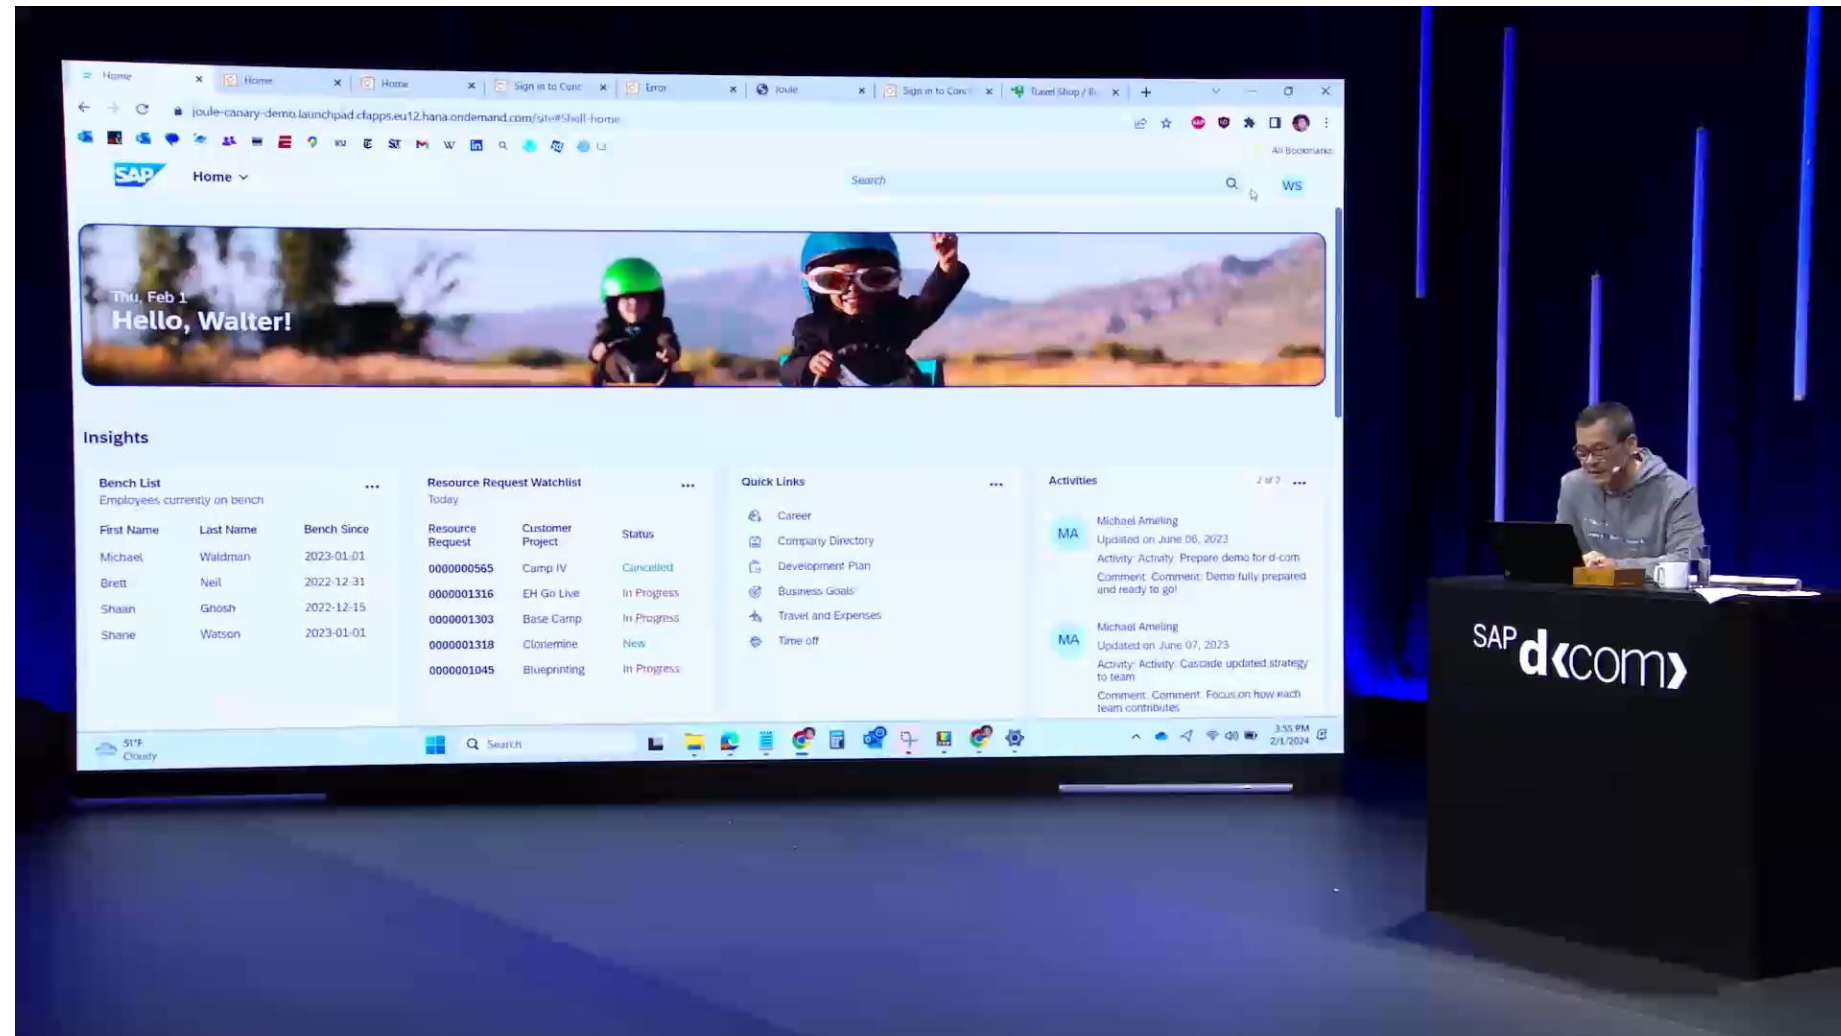 Home
Home
Home
Sign in to Conc
Error
Joule
Sign in to Conc
Travel Shop / B
joule-canary-demo.launchpad.cfapps.eu12.hana.ondemand.com/site#Shell-home
All Bookmarks
SAP
Home
Search
WS
Thu, Feb 1
Hello, Walter!
Insights
Bench List
Employees currently on bench
First Name Last Name Bench Since
Michael Waldman 2023-01-01
Brett Neil 2022-12-31
Shaan Ghosh 2022-12-15
Shane Watson 2023-01-01
Resource Request Watchlist
Today
Resource Request Customer Project Status
0000000565 Camp IV Cancelled
0000001316 EH Go Live In Progress
0000001303 Base Camp In Progress
0000001318 Clonemine New
0000001045 Blueprinting In Progress
Quick Links
Career
Company Directory
Development Plan
Business Goals
Travel and Expenses
Time off
Activities 2 of 2
MA
Michael Ameling
Updated on June 06, 2023
Activity: Activity: Prepare demo for d-com
Comment: Comment: Demo fully prepared
and ready to go!
MA
Michael Ameling
Updated on June 07, 2023
Activity: Activity: Cascade updated strategy
to team
Comment: Comment: Focus on how each
team contributes
51°F
Cloudy
Search
3:55 PM
2/1/2024
SAP d<com>